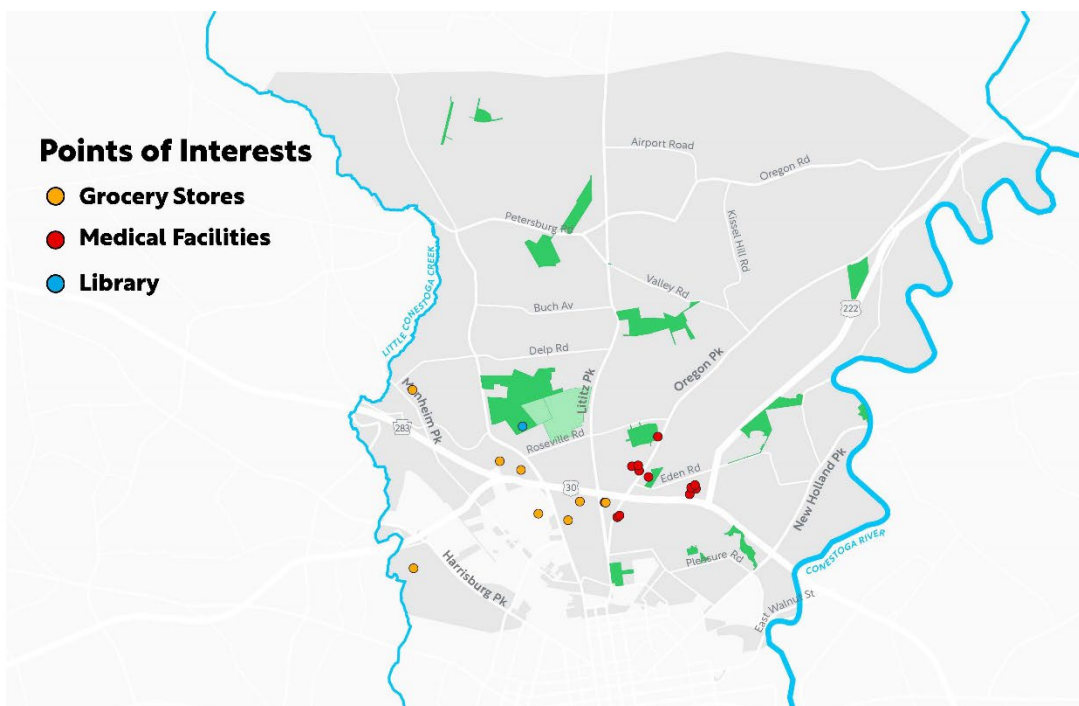 Points of Interests
Grocery Stores
Medical Facilities
Library
Airport Road
Oregon Rd
Petersburg Rd
Kissel Hill Rd
Valley Rd
LITTLE CONESTOGA CREEK
Buch Av
222
Delp Rd
Oregon Pk
Lititz Pk
Manheim Pk
283
Roseville Rd
Eden Rd
30
New Holland Pk
CONESTOGA RIVER
Pleasure Rd
Harrisburg Pk
East Walnut St